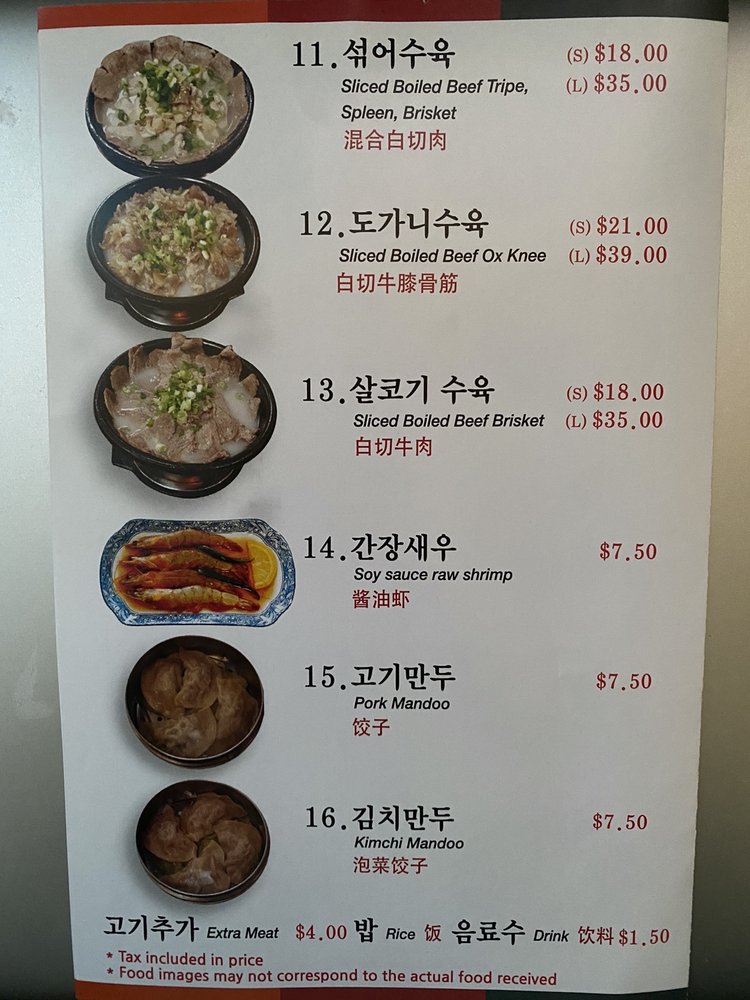 11.섞어수육 (S) $18.00
Sliced Boiled Beef Tripe, (L) $35.00
Spleen, Brisket
混合白切肉
12.도가니수육 (S) $21.00
Sliced Boiled Beef Ox Knee (L) $39.00
白切牛膝骨筋
13.살코기 수육 (S) $18.00
Sliced Boiled Beef Brisket (L) $35.00
白切牛肉
14.간장새우 $7.50
Soy sauce raw shrimp
酱油虾
15.고기만두 $7.50
Pork Mandoo
饺子
16.김치만두 $7.50
Kimchi Mandoo
泡菜饺子
고기추가 Extra Meat $4.00 밥 Rice 饭 음료수 Drink 饮料 $1.50
* Tax included in price
* Food images may not correspond to the actual food received